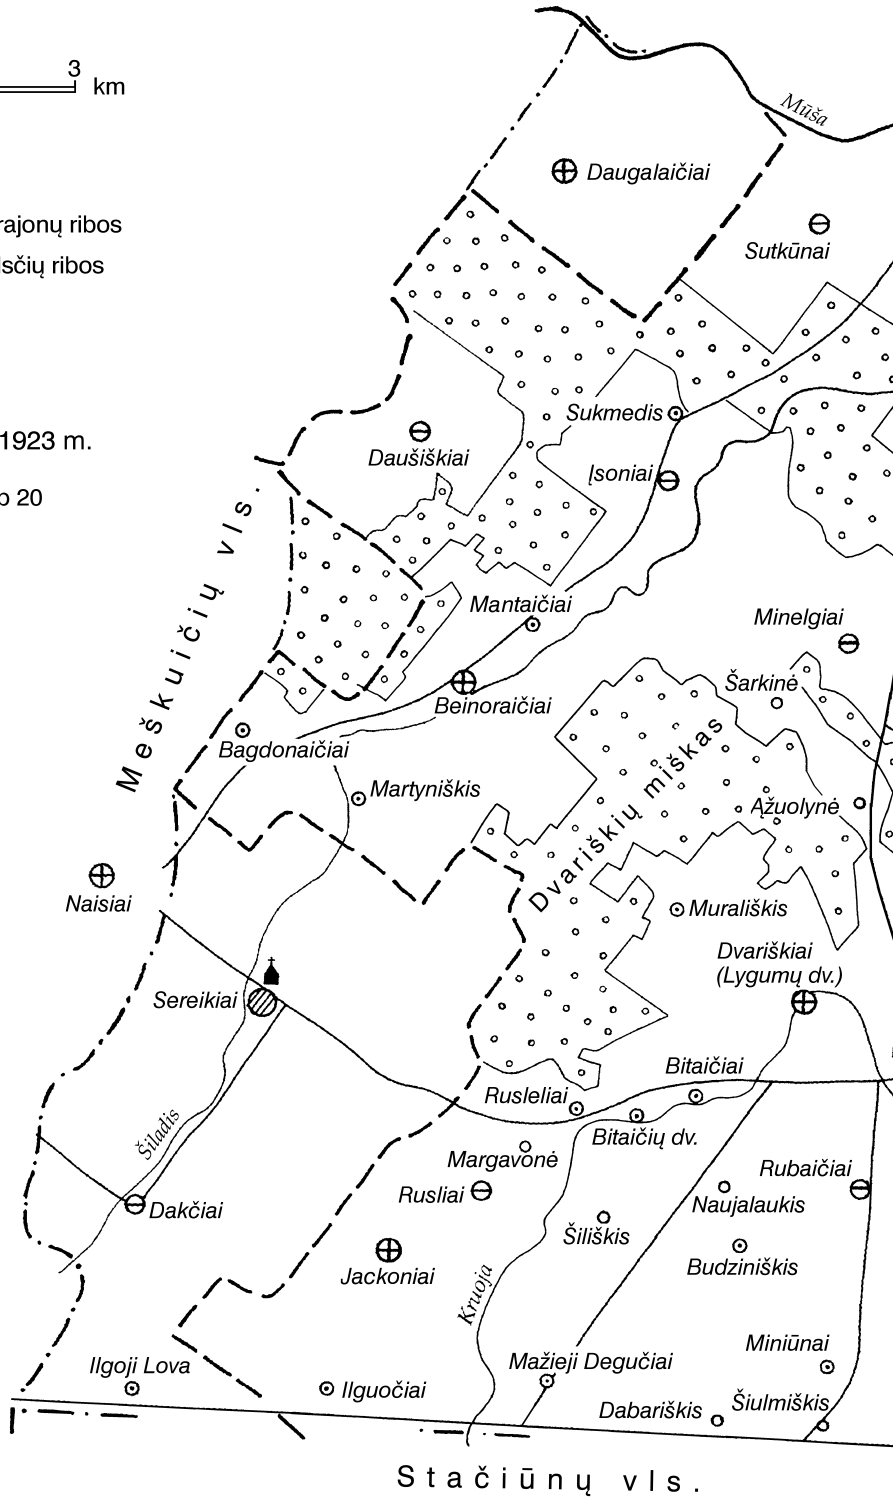 3
km
Mūša
Daugalaičiai
rajonų ribos
Sutkūnai
lsčių ribos
Sukmedis
1923 m.
Daušiškiai
Įsoniai
20
Meškuičių vls.
Mantaičiai
Minelgiai
Šarkinė
Beinoraičiai
Bagdonaičiai
Martyniškis
Dvariškių miškas
Ąžuolynė
Naisiai
Murališkis
Dvariškiai
(Lygumų dv.)
Sereikiai
Bitaičiai
Rusleliai
Šiladis
Bitaičių dv.
Margavonė
Rubaičiai
Rusliai
Naujalaukis
Dakčiai
Šiliškis
Jackoniai
Budziniškis
Kruoja
Miniūnai
Ilgoji Lova
Mažieji Degučiai
Ilguočiai
Dabariškis
Šiulmiškis
Stačiūnų vls.